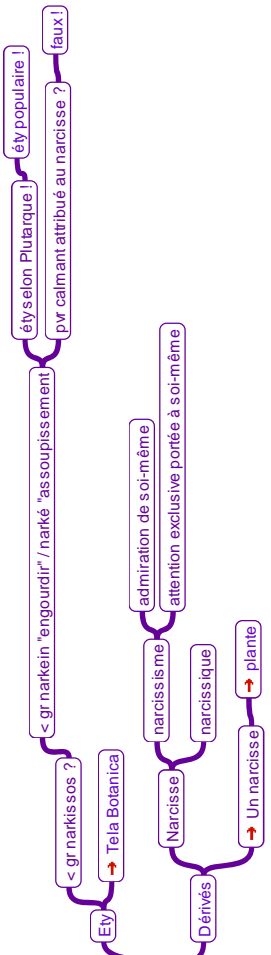 Ety
< gr narkissos ?
< gr narkein "engourdir" / narké "assoupissement
éty selon Plutarque !
éty populaire !
pvr calmant attribué au narcisse ?
faux !
➔ Tela Botanica
Dérivés
Narcisse
narcissisme
admiration de soi-même
attention exclusive portée à soi-même
narcissique
➔ Un narcisse
➔ plante